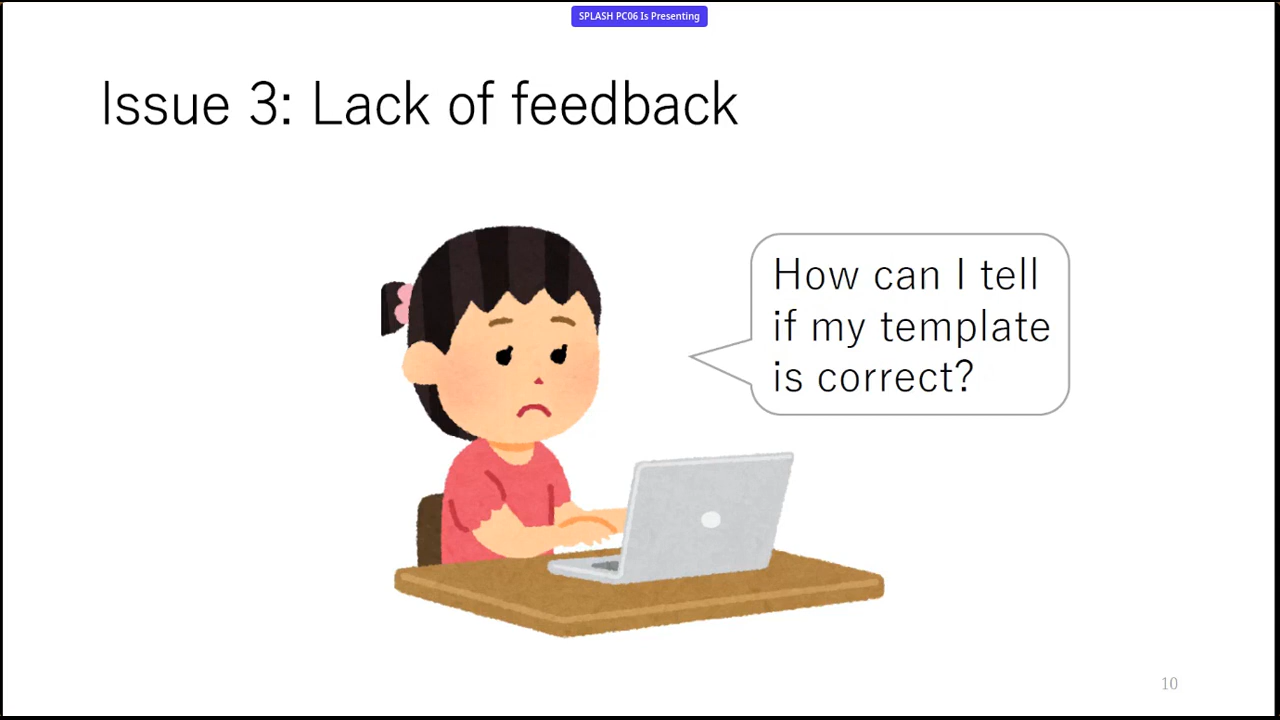 SPLASH PC06 Is Presenting
Issue 3: Lack of feedback
How can I tell
if my template
is correct?
10